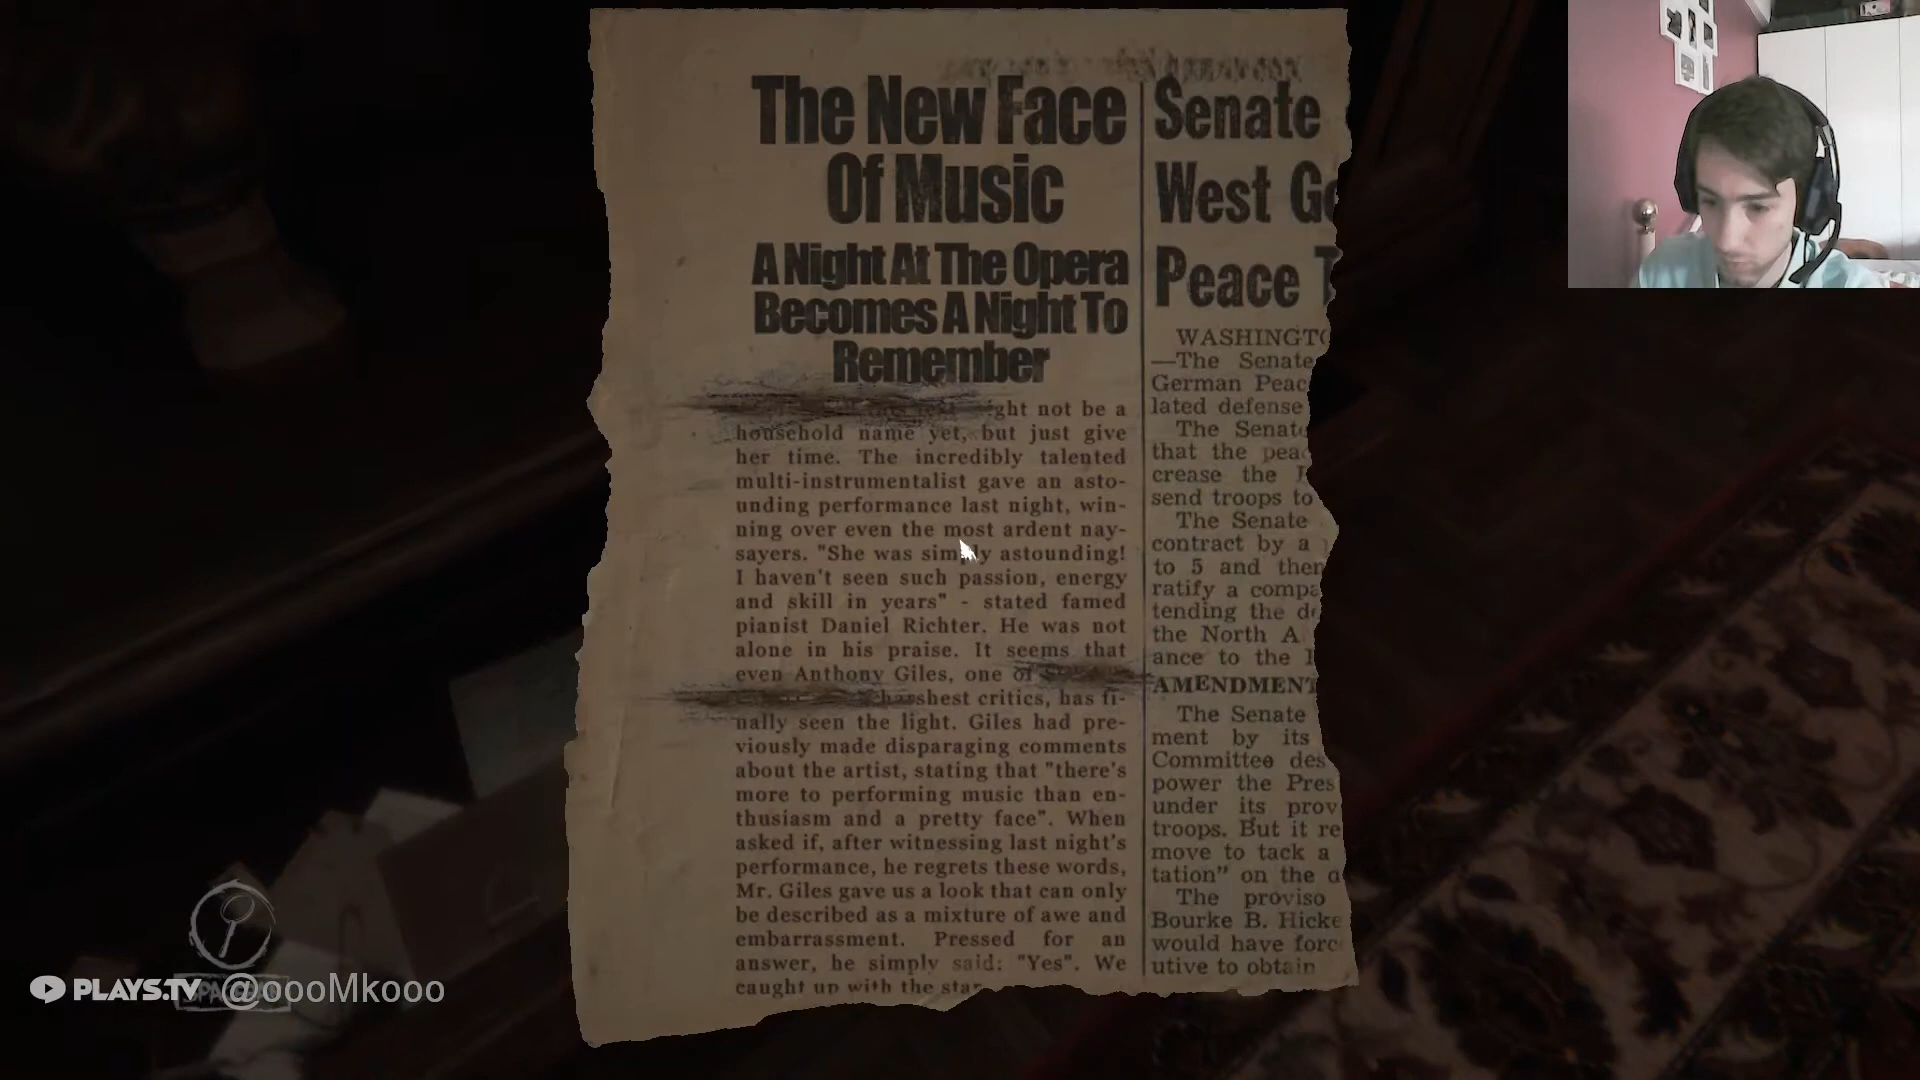 The New Face
Of Music
A Night At The Opera
Becomes A Night To
Remember
ght not be a
household name yet, but just give
her time. The incredibly talented
multi-instrumentalist gave an asto-
unding performance last night, win-
ning over even the most ardent nay-
sayers. "She was simply astounding!
I haven't seen such passion, energy
and skill in years" - stated famed
pianist Daniel Richter. He was not
alone in his praise. It seems that
even Anthony Giles, one of
harshest critics, has fi-
nally seen the light. Giles had pre-
viously made disparaging comments
about the artist, stating that "there's
more to performing music than en-
thusiasm and a pretty face". When
asked if, after witnessing last night's
performance, he regrets these words,
Mr. Giles gave us a look that can only
be described as a mixture of awe and
embarrassment. Pressed for an
answer, he simply said: "Yes". We
caught up with the star
Senate
West Ge
Peace T
WASHINGTO
—The Senate
German Peac
lated defense
The Senate
that the peac
crease the
send troops to
The Senate
contract by a
to 5 and then
ratify a compa
tending the de
the North A
ance to the
AMENDMENT
The Senate
ment by its
Committee des
power the Pres
under its prov
troops. But it re
move to tack a
tation" on the o
The proviso
Bourke B. Hicke
would have forc
utive to obtain
PLAYS.TV @oooMkooo